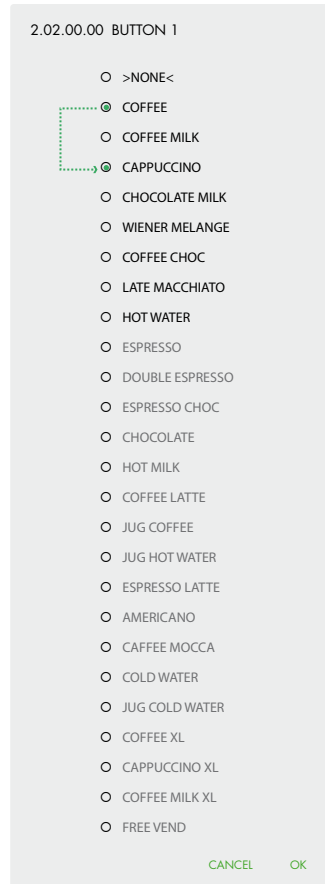 2.02.00.00 BUTTON 1
>NONE<
COFFEE
COFFEE MILK
CAPPUCCINO
CHOCOLATE MILK
WIENER MELANGE
COFFEE CHOC
LATE MACCHIATO
HOT WATER
ESPRESSO
DOUBLE ESPRESSO
ESPRESSO CHOC
CHOCOLATE
HOT MILK
COFFEE LATTE
JUG COFFEE
JUG HOT WATER
ESPRESSO LATTE
AMERICANO
CAFFEE MOCCA
COLD WATER
JUG COLD WATER
COFFEE XL
CAPPUCCINO XL
COFFEE MILK XL
FREE VEND
CANCEL OK